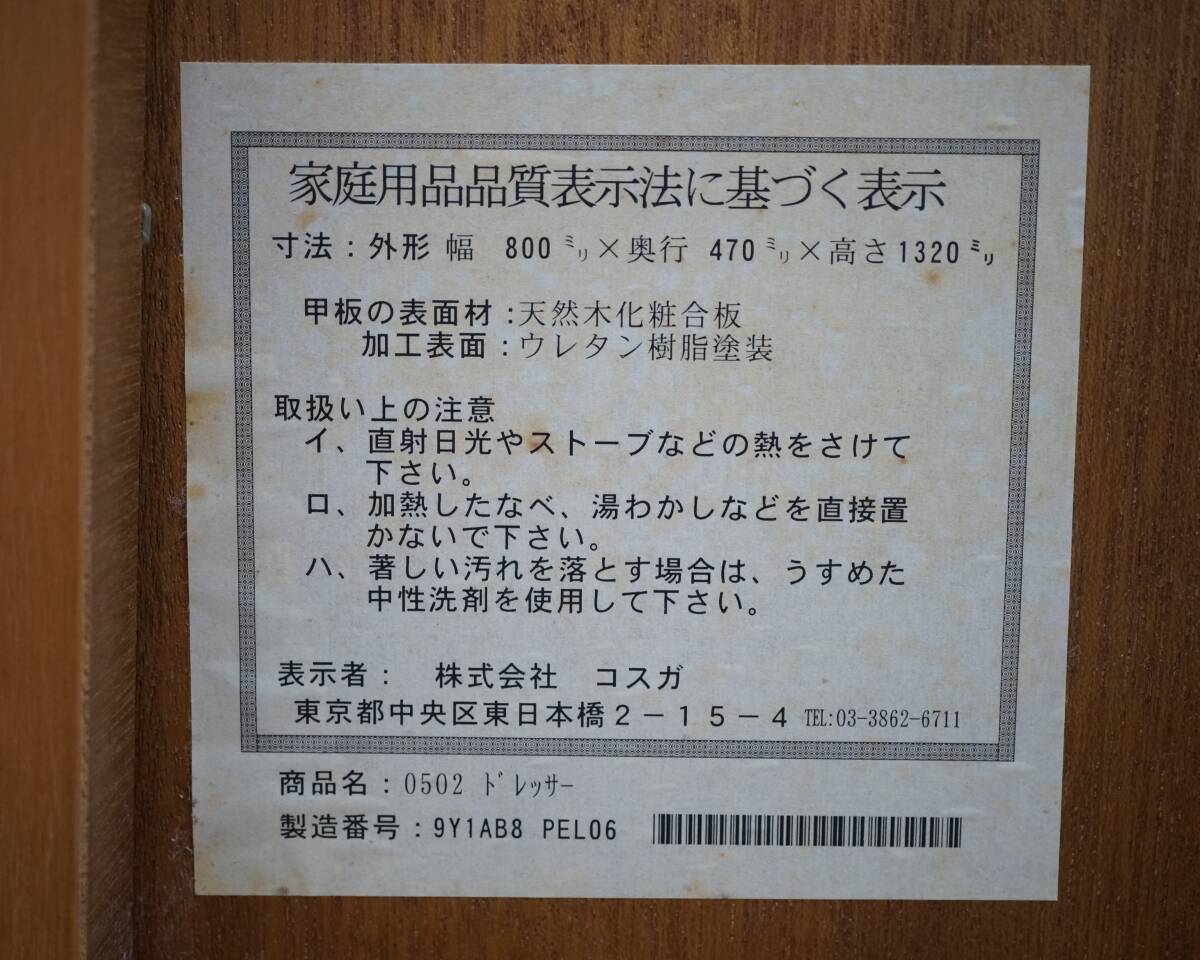 家庭用品品質表示法に基づく表示
寸法：外形 幅 800 ㍉×奥行 470 ㍉×高さ1320 ㍉
甲板の表面材：天然木化粧合板
加工表面：ウレタン樹脂塗装
取扱い上の注意
イ、直射日光やストーブなどの熱をさけて
下さい。
ロ、加熱したなべ、湯わかしなどを直接置
かないで下さい。
ハ、著しい汚れを落とす場合は、うすめた
中性洗剤を使用して下さい。
表示者： 株式会社 コスガ
東京都中央区東日本橋２－１５－４ TEL:03-3862-6711
商品名：0502 ﾄﾞﾚｯｻｰ
製造番号：9Y1AB8 PEL06